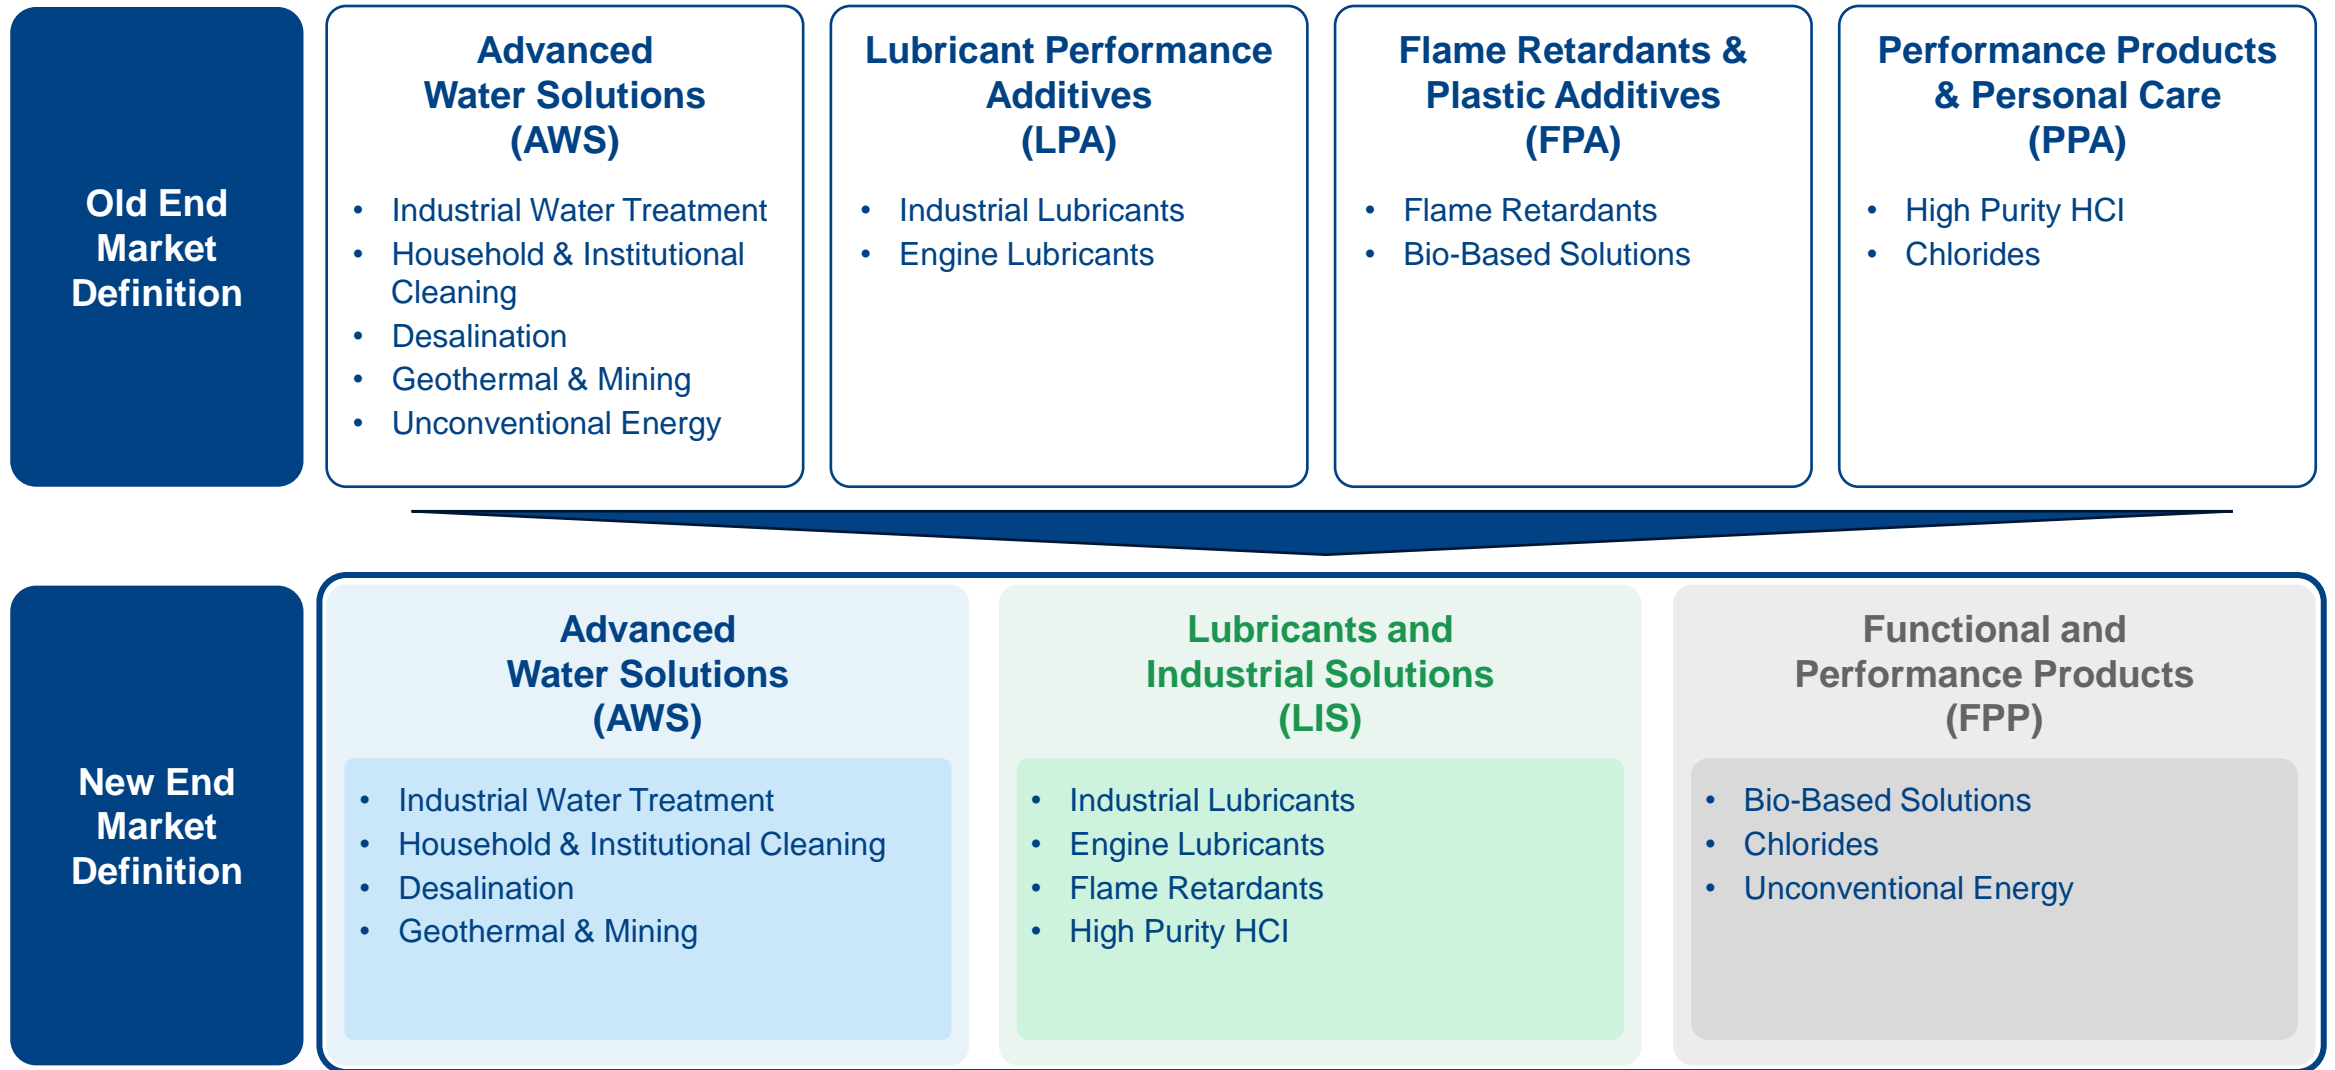 Old End
Market
Definition
Advanced
Water Solutions
(AWS)
• Industrial Water Treatment
• Household & Institutional
Cleaning
• Desalination
• Geothermal & Mining
• Unconventional Energy
Lubricant Performance
Additives
(LPA)
• Industrial Lubricants
• Engine Lubricants
Flame Retardants &
Plastic Additives
(FPA)
• Flame Retardants
• Bio-Based Solutions
Performance Products
& Personal Care
(PPA)
• High Purity HCl
• Chlorides
New End
Market
Definition
Advanced
Water Solutions
(AWS)
• Industrial Water Treatment
• Household & Institutional Cleaning
• Desalination
• Geothermal & Mining
Lubricants and
Industrial Solutions
(LIS)
• Industrial Lubricants
• Engine Lubricants
• Flame Retardants
• High Purity HCl
Functional and
Performance Products
(FPP)
• Bio-Based Solutions
• Chlorides
• Unconventional Energy